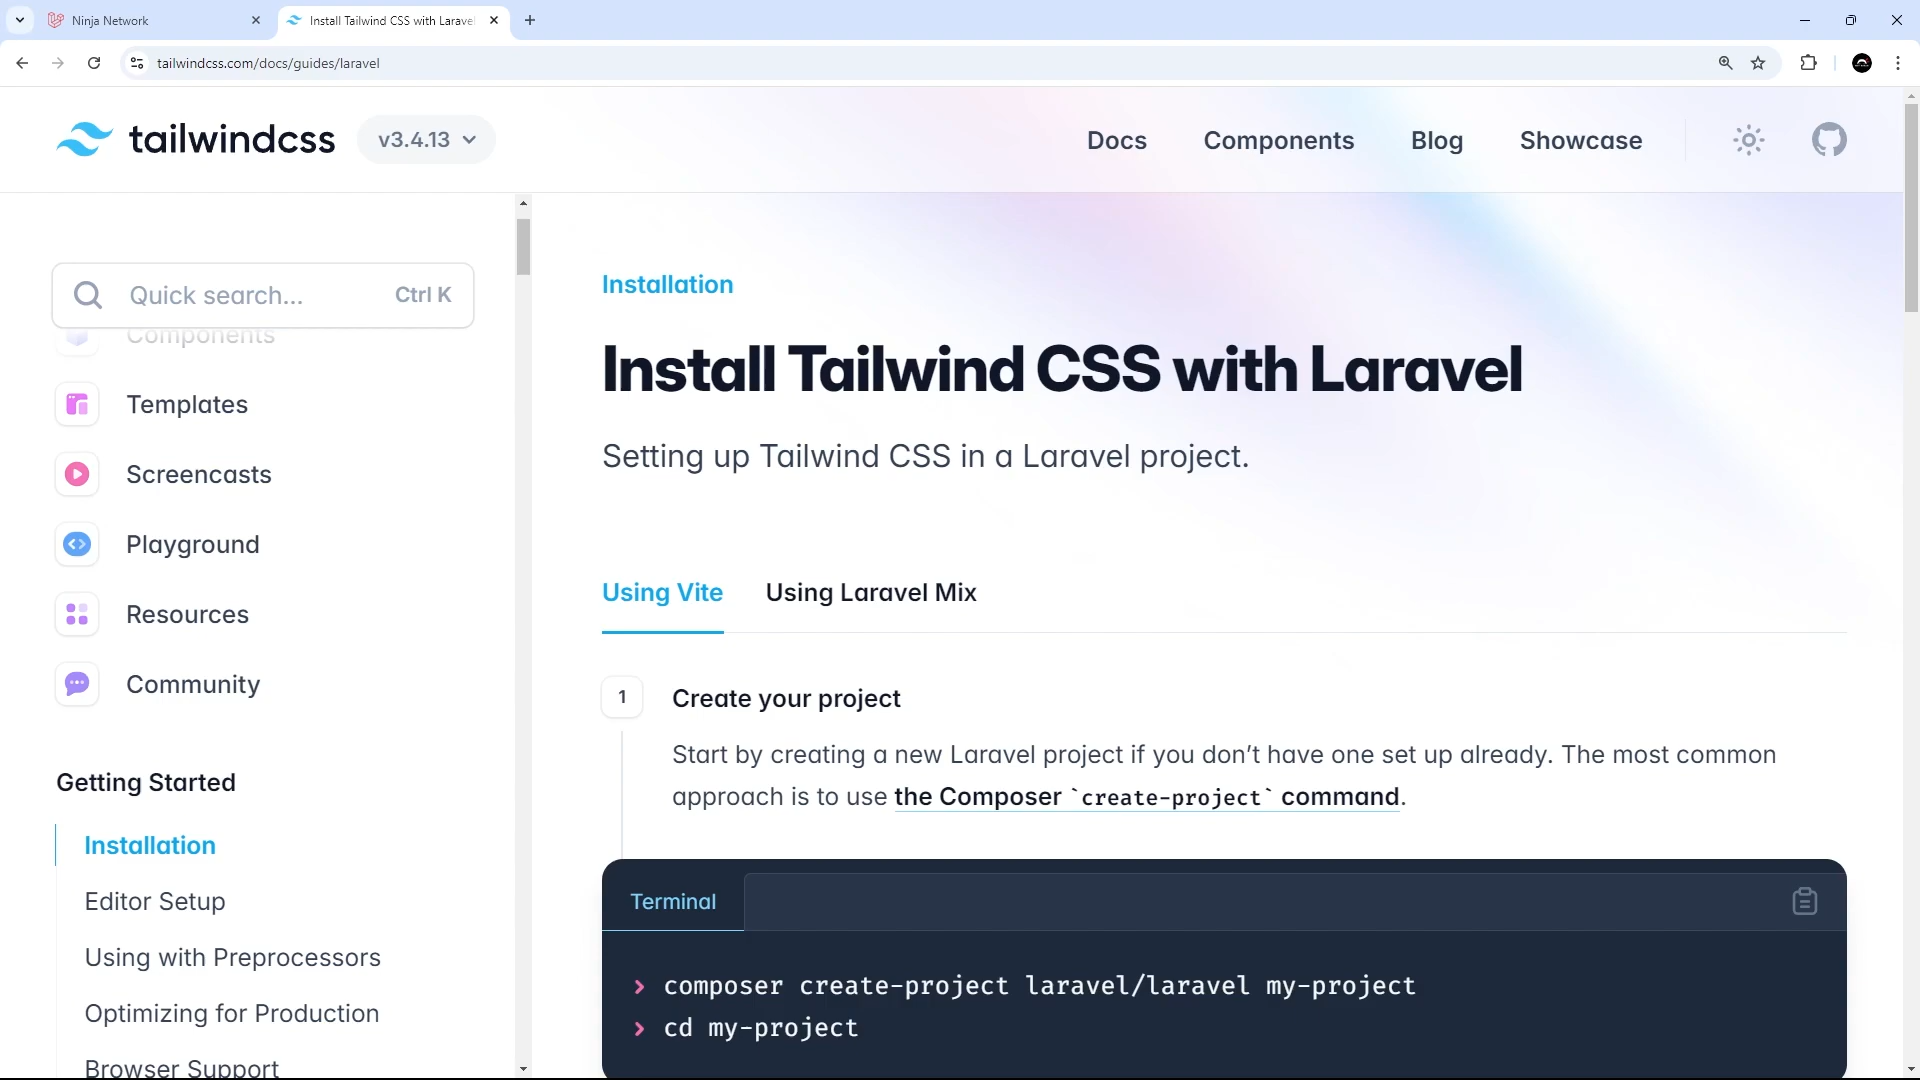 Ninja Network
Install Tailwind CSS with Larave
tailwindcss.com/docs/guides/laravel
tailwindcss
v3.4.13
Docs
Components
Blog
Showcase
Quick search...
Ctrl K
Components
Templates
Screencasts
Playground
Resources
Community
Getting Started
Installation
Editor Setup
Using with Preprocessors
Optimizing for Production
Browser Support
Installation
Install Tailwind CSS with Laravel
Setting up Tailwind CSS in a Laravel project.
Using Vite
Using Laravel Mix
1
Create your project
Start by creating a new Laravel project if you don’t have one set up already. The most common
approach is to use the Composer `create-project` command.
Terminal
› composer create-project laravel/laravel my-project
› cd my-project